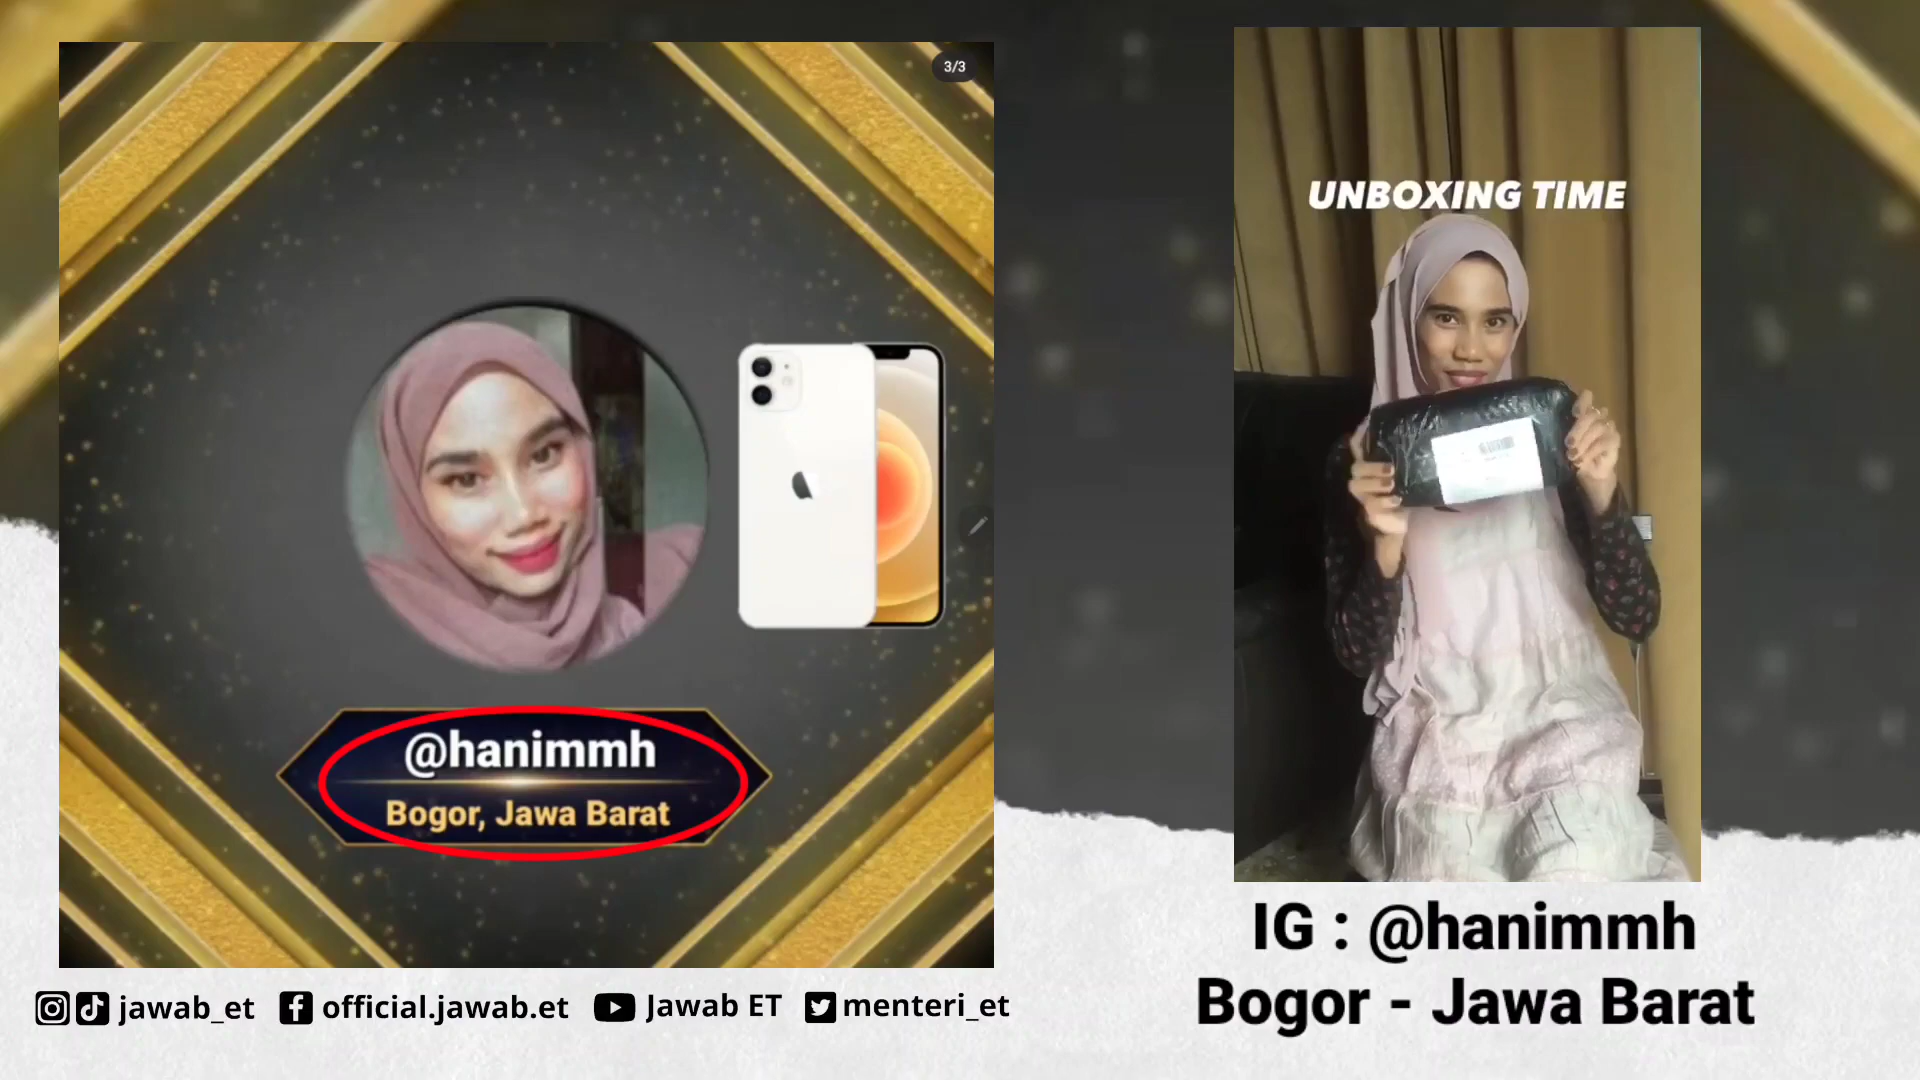 3/3
@hanimmh
Bogor, Jawa Barat
UNBOXING TIME
IG : @hanimmh
Bogor - Jawa Barat
jawab_et official.jawab.et Jawab ET menteri_et